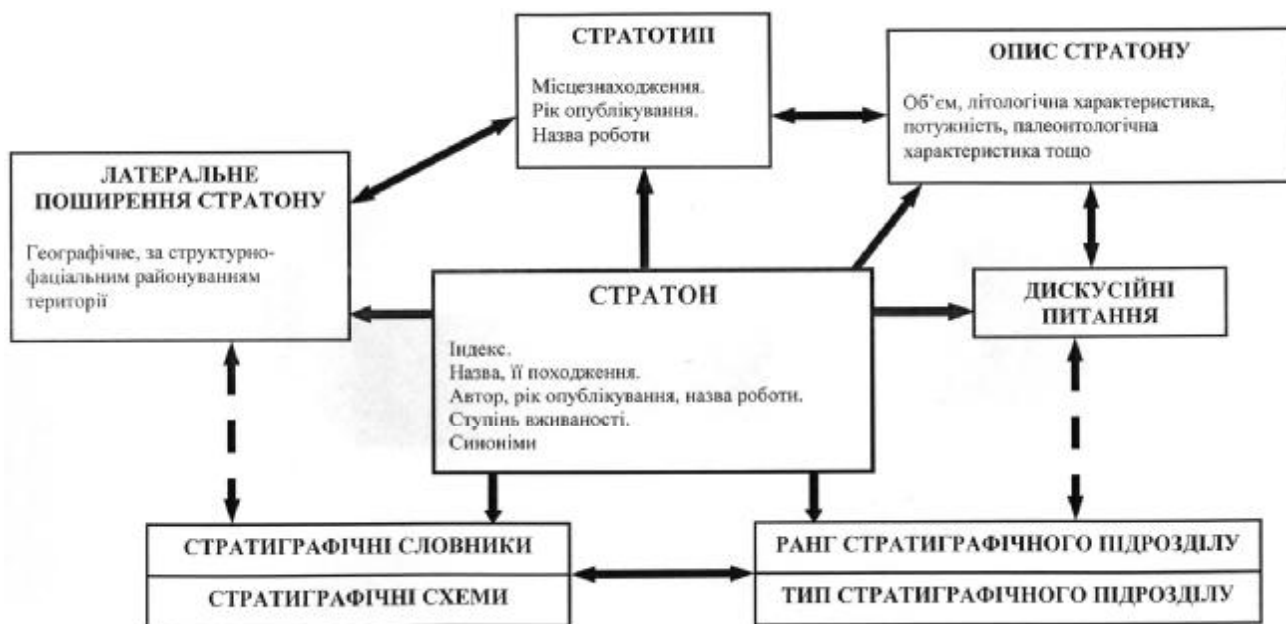 СТРАТОТИП
Місцезнаходження.
Рік опублікування.
Назва роботи
ОПИС СТРАТОНУ
Об’єм, літологічна характеристика,
потужність, палеонтологічна
характеристика тощо
ЛАТЕРАЛЬНЕ
ПОШИРЕННЯ СТРАТОНУ
Географічне, за структурно-
фаціальним районуванням
території
СТРАТОН
Індекс.
Назва, її походження.
Автор, рік опублікування, назва роботи.
Ступінь вживаності.
Синоніми
ДИСКУСІЙНІ
ПИТАННЯ
СТРАТИГРАФІЧНІ СЛОВНИКИ
СТРАТИГРАФІЧНІ СХЕМИ
РАНГ СТРАТИГРАФІЧНОГО ПІДРОЗДІЛУ
ТИП СТРАТИГРАФІЧНОГО ПІДРОЗДІЛУ